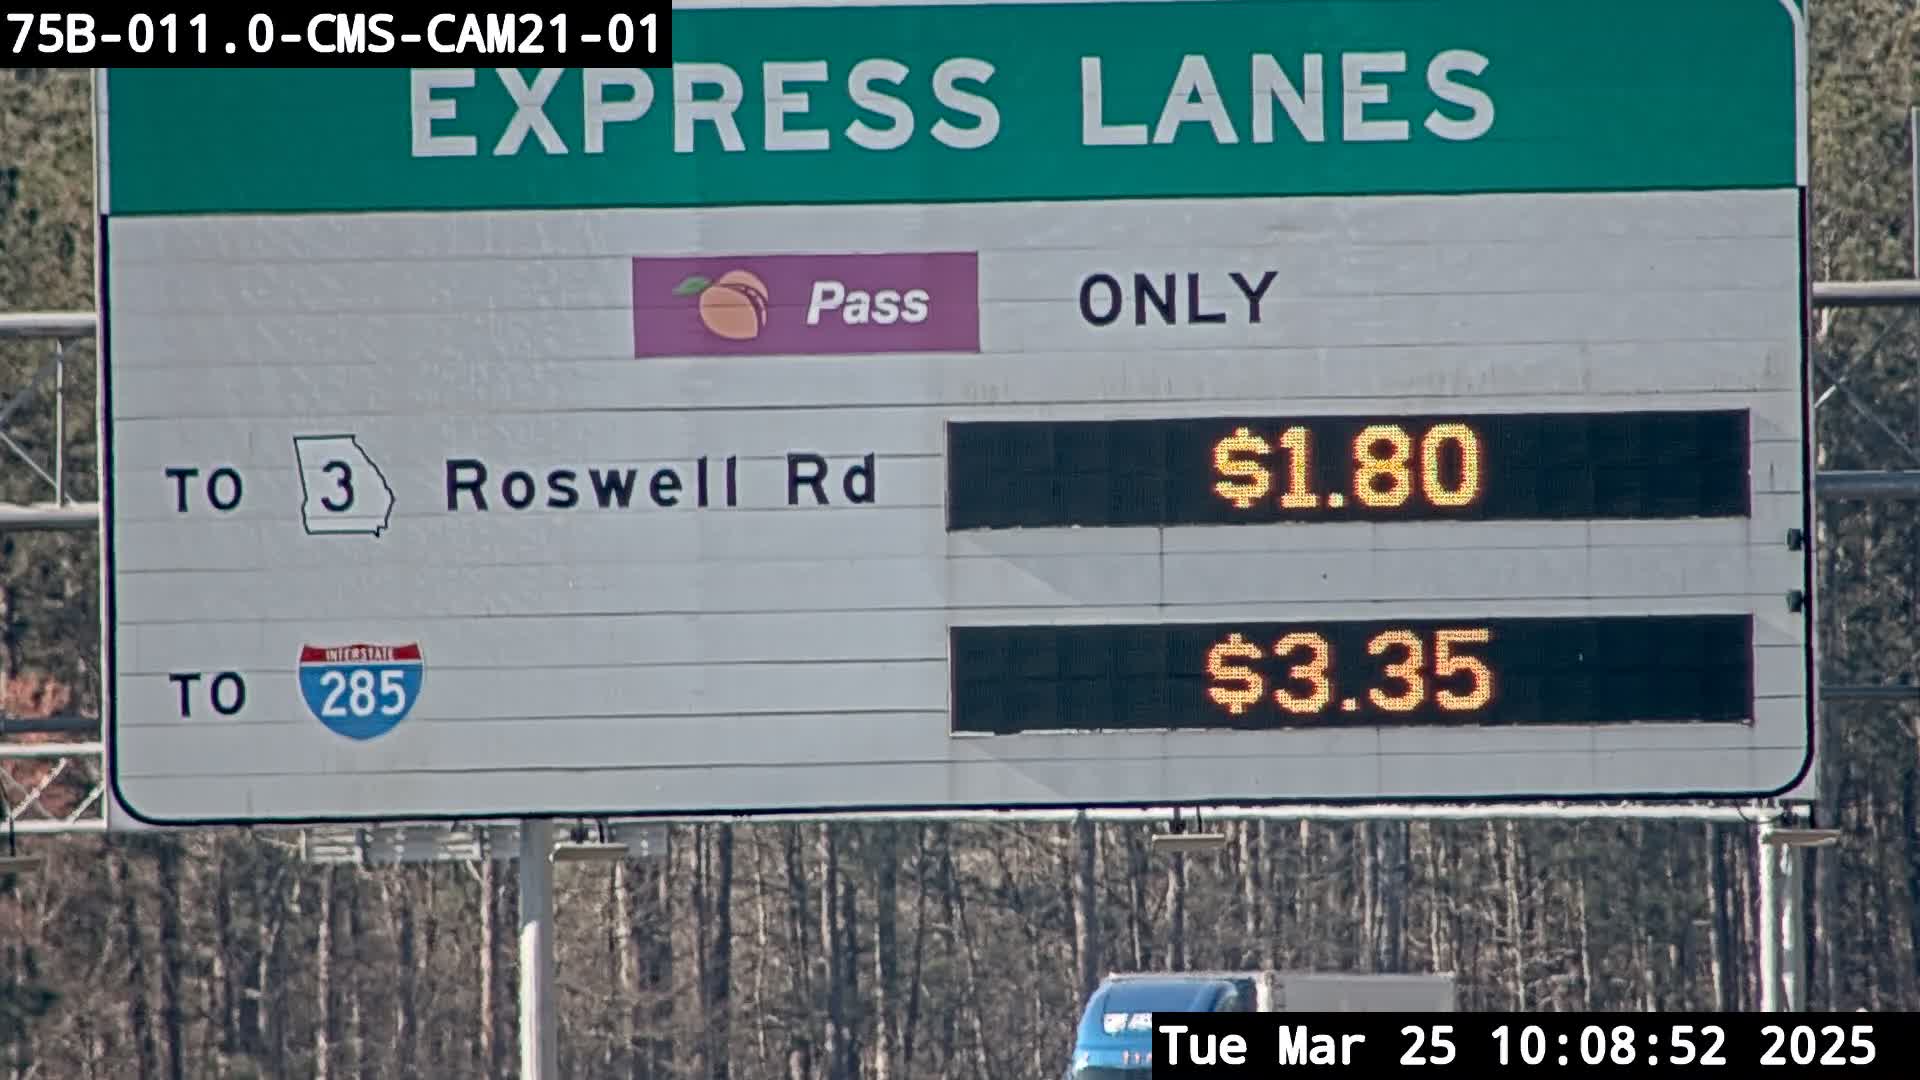 75B-011.0-CMS-CAM21-01
EXPRESS LANES
Pass ONLY
TO 3 Roswell Rd $1.80
TO INTERSTATE 285 $3.35
Tue Mar 25 10:08:52 2025